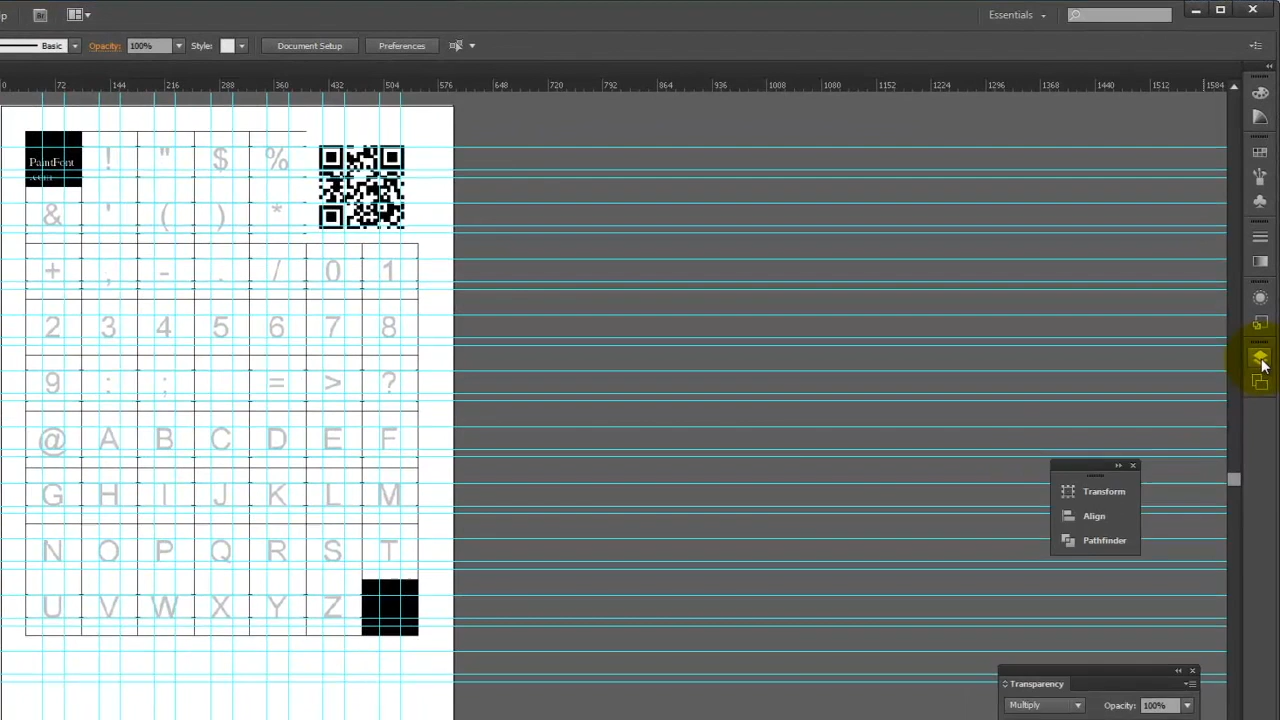 Br Essentials
Basic Opacity: 100% Style: Document Setup Preferences
0 72 144 216 288 360 432 504 576 648 720 792 864 936 1008 1080 1152 1224 1296 1368 1440 1512 1584
PaintFont ! " $ %
.com
& ' ( ) *
+ , - . / 0 1
2 3 4 5 6 7 8
9 : ; = > ?
@ A B C D E F
G H I J K L M
N O P Q R S T
U V W X Y Z
Transform
Align
Pathfinder
Transparency
Multiply Opacity: 100%